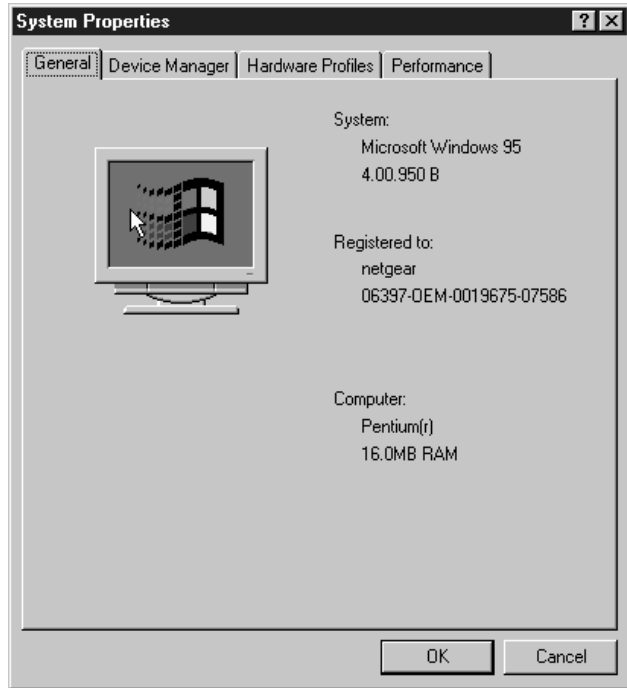 System Properties
General
Device Manager
Hardware Profiles
Performance
System:
Microsoft Windows 95
4.00.950 B
Registered to:
netgear
06397-OEM-0019675-07586
Computer:
Pentium(r)
16.0MB RAM
OK
Cancel